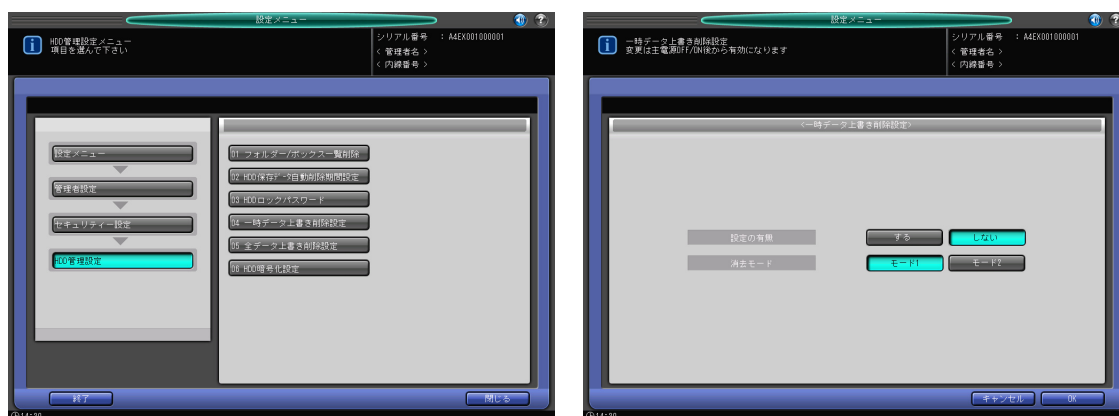 設定メニュー
HDD管理設定メニュー
項目を選んで下さい
シリアル番号 : A4EX001000001
< 管理者名 >
< 内線番号 >
設定メニュー
管理者設定
セキュリティー設定
HDD管理設定
01 フォルダー/ボックス一覧削除
02 HDD保存データ自動削除期間設定
03 HDDロックパスワード
04 一時データ上書き削除設定
05 全データ上書き削除設定
06 HDD暗号化設定
終了
閉じる
設定メニュー
一時データ上書き削除設定
変更は主電源OFF/ON後から有効になります
シリアル番号 : A4EX001000001
< 管理者名 >
< 内線番号 >
<一時データ上書き削除設定>
設定の有無 する しない
消去モード モード1 モード2
キャンセル OK